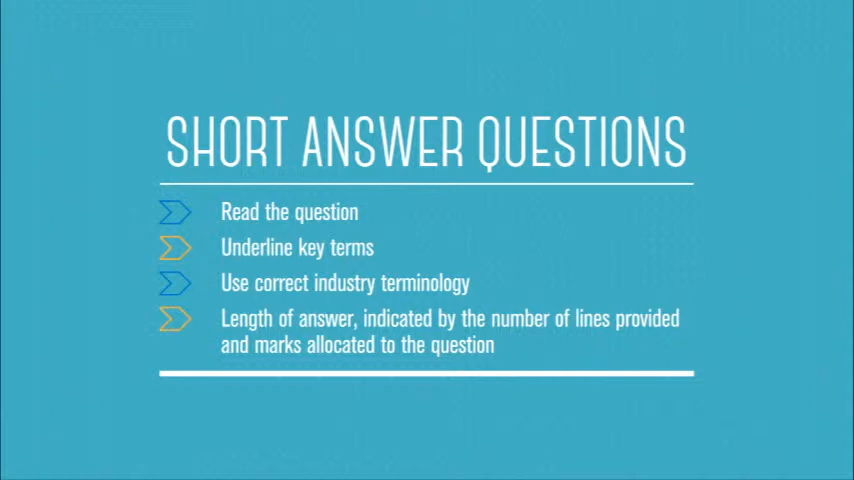 SHORT ANSWER QUESTIONS
Read the question
Underline key terms
Use correct industry terminology
Length of answer, indicated by the number of lines provided
and marks allocated to the question